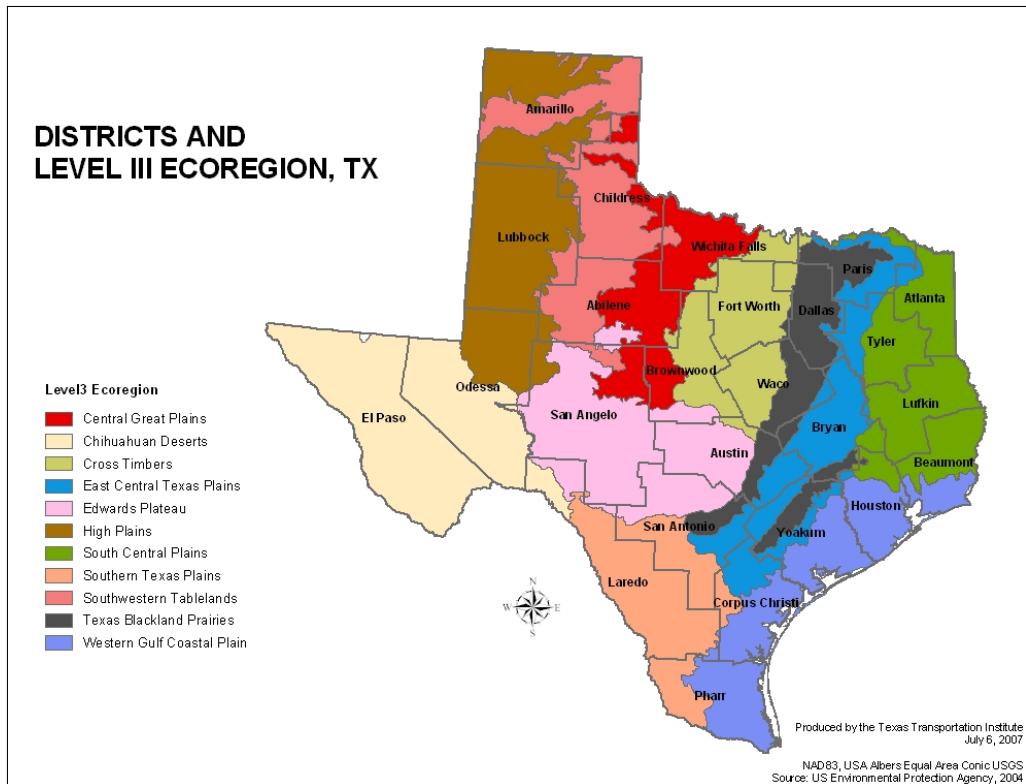 DISTRICTS AND
LEVEL III ECOREGION, TX
Amarillo
Childress
Lubbock
Wichita Falls
Paris
Atlanta
Fort Worth
Dallas
Abilene
Tyler
Brownwood
Waco
Odessa
El Paso
San Angelo
Lufkin
Bryan
Austin
Beaumont
Houston
San Antonio
Yoakum
Laredo
Corpus Christi
Pharr
Level3 Ecoregion
Central Great Plains
Chihuahuan Deserts
Cross Timbers
East Central Texas Plains
Edwards Plateau
High Plains
South Central Plains
Southern Texas Plains
Southwestern Tablelands
Texas Blackland Prairies
Western Gulf Coastal Plain
N
W
E
S
Produced by the Texas Transportation Institute
July 6, 2007
NAD83, USA Albers Equal Area Conic USGS
Source: US Environmental Protection Agency, 2004